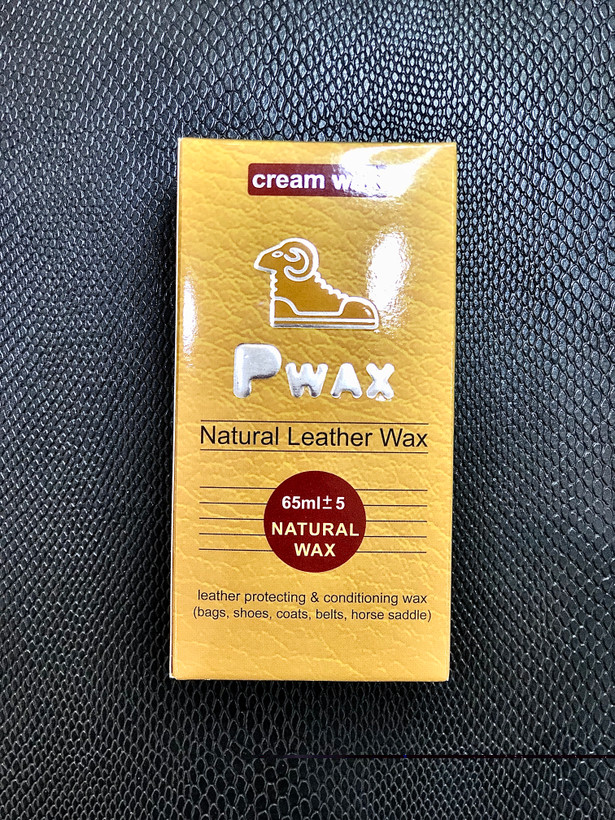 cream
PWAX
Natural Leather Wax
65ml±5
NATURAL
WAX
leather protecting & conditioning wax
(bags, shoes, coats, belts, horse saddle)